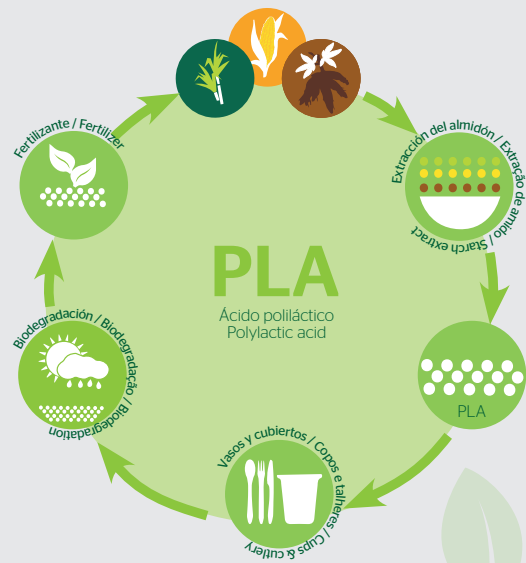 Extracción del almidón / Extração de amido / Starch extract
PLA
Vasos y cubiertos / Copos e talheres / Cups & cutlery
Biodegradación / Biodegradação / Biodegradation
Fertilizante / Fertilizer
PLA
Ácido poliláctico
Polylactic acid